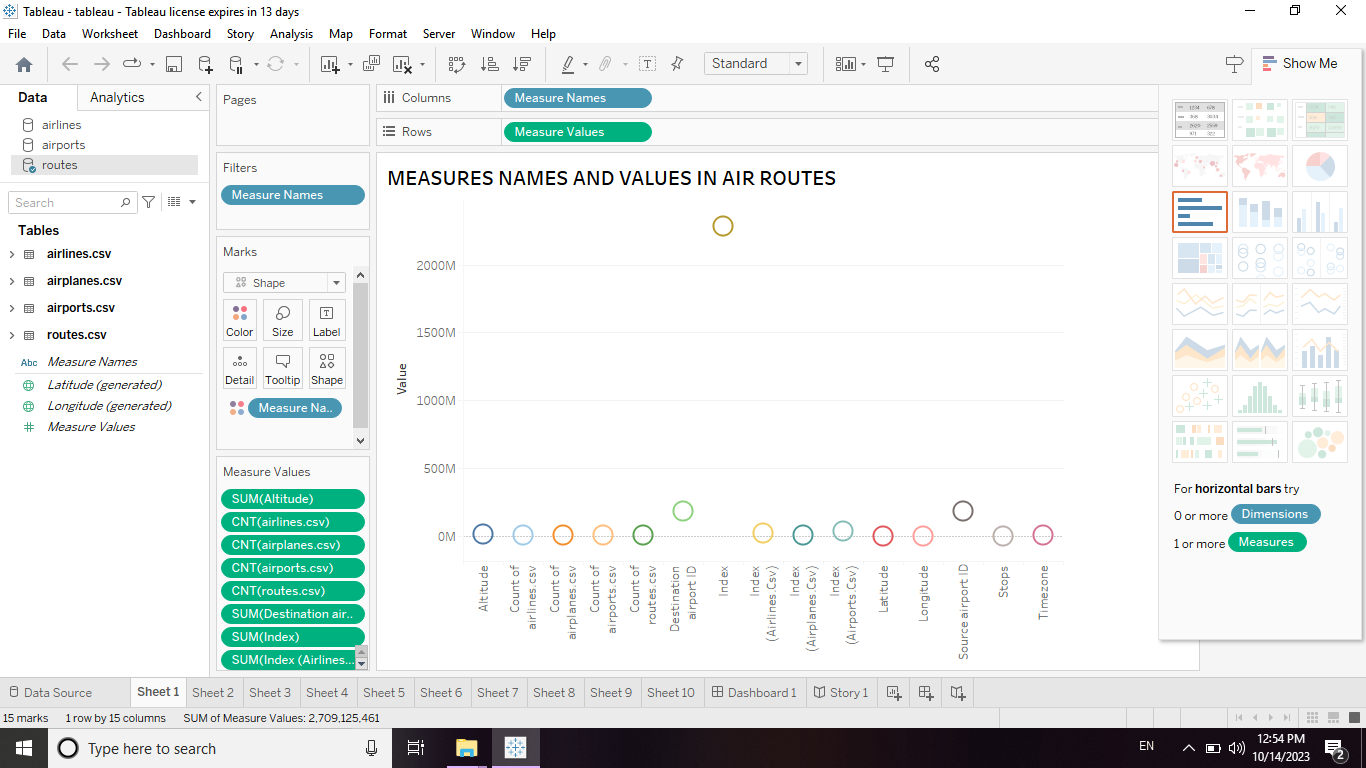 Tableau - tableau - Tableau license expires in 13 days
File Data Worksheet Dashboard Story Analysis Map Format Server Window Help
Standard
Show Me
Data Analytics
airlines
airports
routes
Search
Tables
airlines.csv
airplanes.csv
airports.csv
routes.csv
Abc Measure Names
Latitude (generated)
Longitude (generated)
Measure Values
Pages
Filters
Measure Names
Marks
Shape
Color Size Label
Detail Tooltip Shape
Measure Na..
Measure Values
SUM(Altitude)
CNT(airlines.csv)
CNT(airplanes.csv)
CNT(airports.csv)
CNT(routes.csv)
SUM(Destination air..
SUM(Index)
SUM(Index (Airlines...
Columns Measure Names
Rows Measure Values
MEASURES NAMES AND VALUES IN AIR ROUTES
Value
2000M
1500M
1000M
500M
0M
Altitude
Count of
airlines.csv
Count of
airplanes.csv
Count of
airports.csv
Count of
routes.csv
Destination
airport ID
Index
Index
(Airlines.Csv)
Index
(Airplanes.Csv)
Index
(Airports.Csv)
Latitude
Longitude
Source airport ID
Stops
Timezone
For horizontal bars try
0 or more Dimensions
1 or more Measures
Data Source Sheet 1 Sheet 2 Sheet 3 Sheet 4 Sheet 5 Sheet 6 Sheet 7 Sheet 8 Sheet 9 Sheet 10 Dashboard 1 Story 1
15 marks 1 row by 15 columns SUM of Measure Values: 2,709,125,461
Type here to search
EN
12:54 PM
10/14/2023
2